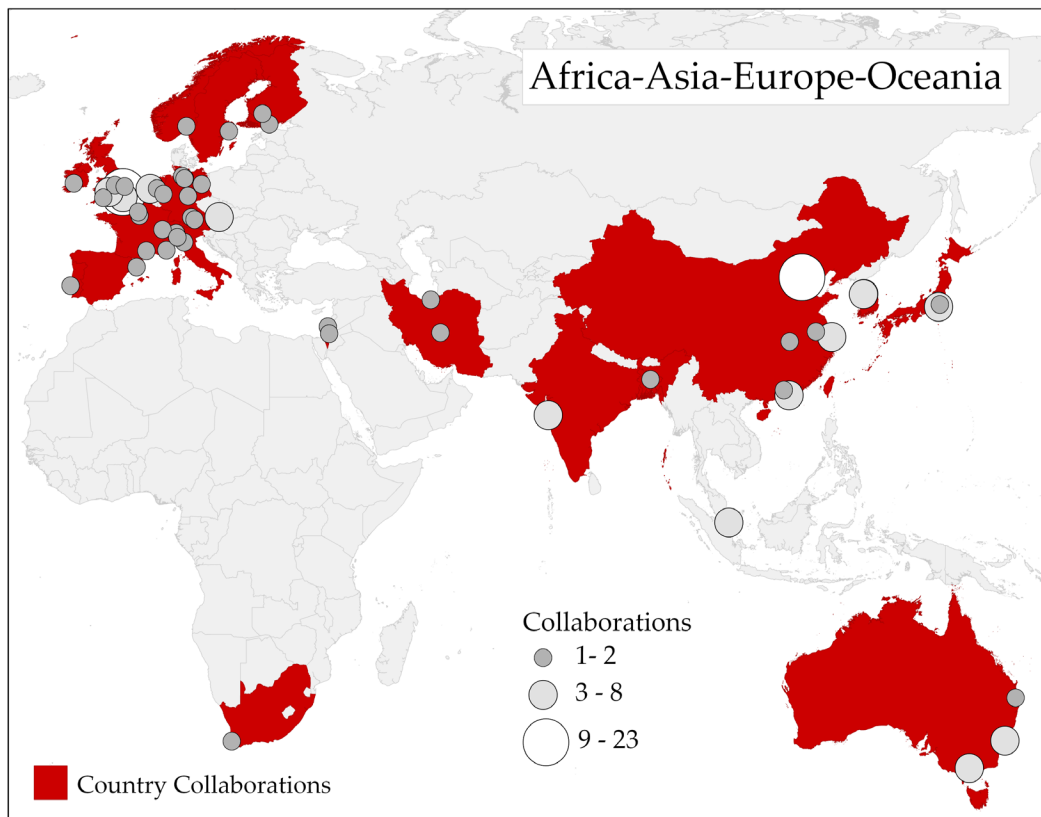 Africa-Asia-Europe-Oceania
Collaborations
1- 2
3 - 8
9 - 23
Country Collaborations